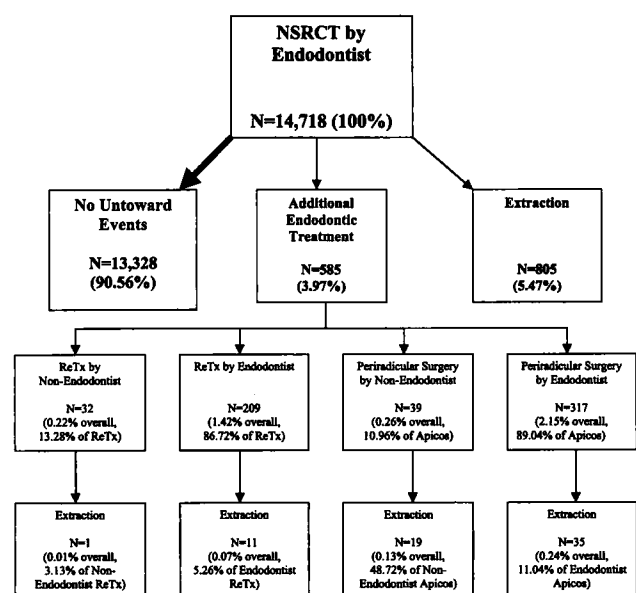 NSRCT by
Endodontist
N=14,718 (100%)
No Untoward
Events
N=13,328
(90.56%)
Additional
Endodontic
Treatment
N=585
(3.97%)
Extraction
N=805
(5.47%)
ReTx by
Non-Endodontist
N=32
(0.22% overall,
13.28% of ReTx)
ReTx by Endodontist
N=209
(1.42% overall,
86.72% of ReTx)
Periradicular Surgery
by Non-Endodontist
N=39
(0.26% overall,
10.96% of Apicos)
Periradicular Surgery
by Endodontist
N=317
(2.15% overall,
89.04% of Apicos)
Extraction
N=1
(0.01% overall,
3.13% of Non-
Endodontist ReTx)
Extraction
N=11
(0.07% overall,
5.26% of Endodontist
ReTx)
Extraction
N=19
(0.13% overall,
48.72% of Non-
Endodontist Apicos)
Extraction
N=35
(0.24% overall,
11.04% of Endodontist
Apicos)